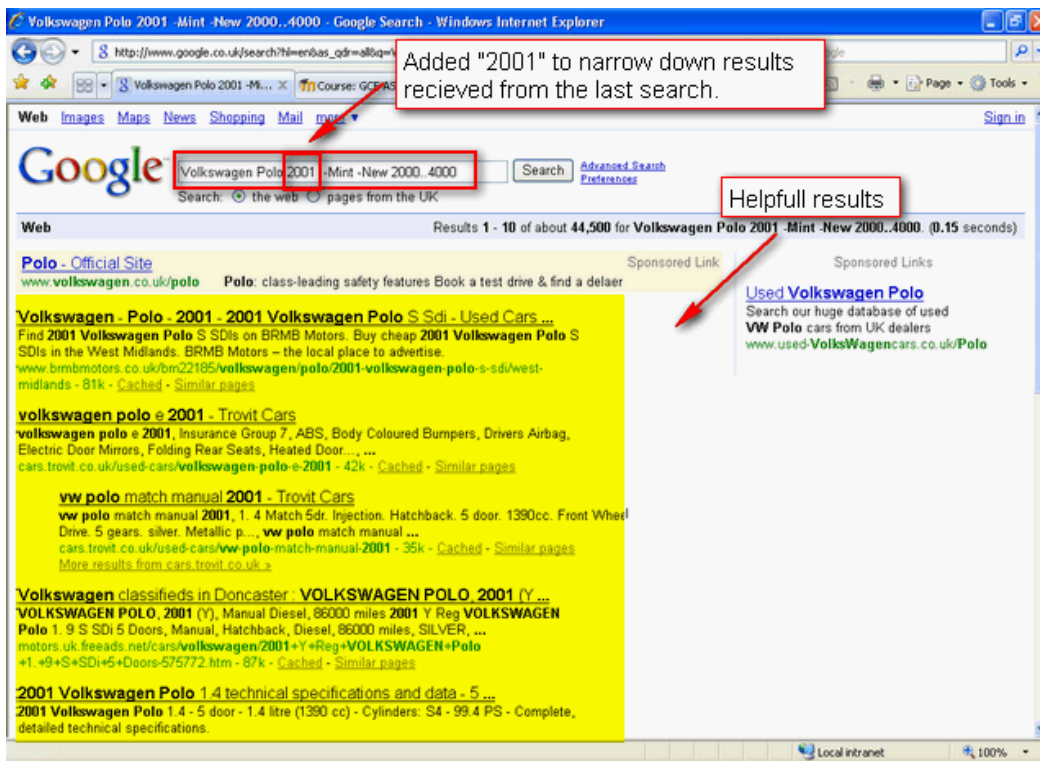 Volkswagen Polo 2001 -Mint -New 2000..4000 - Google Search - Windows Internet Explorer
http://www.google.co.uk/search?hl=en&as_qdr=all&q=
Added "2001" to narrow down results
recieved from the last search.
Volkswagen Polo 2001 -M...
Course: GCE
Page
Tools
Web Images Maps News Shopping Mail more
Sign in
Google
Volkswagen Polo 2001 -Mint -New 2000..4000
Search
Advanced Search
Preferences
Search: the web pages from the UK
Helpfull results
Web
Results 1 - 10 of about 44,500 for Volkswagen Polo 2001 -Mint -New 2000..4000. (0.15 seconds)
Polo - Official Site
Sponsored Link
www.volkswagen.co.uk/polo Polo: class-leading safety features Book a test drive & find a delaer
Sponsored Links
Used Volkswagen Polo
Search our huge database of used
VW Polo cars from UK dealers
www.used-VolksWagencars.co.uk/Polo
Volkswagen - Polo - 2001 - 2001 Volkswagen Polo S Sdi - Used Cars ...
Find 2001 Volkswagen Polo S SDIs on BRMB Motors. Buy cheap 2001 Volkswagen Polo S
SDIs in the West Midlands. BRMB Motors – the local place to advertise.
www.brmbmotors.co.uk/bm22185/volkswagen/polo/2001-volkswagen-polo-s-sdi/west-
midlands - 81k - Cached - Similar pages
volkswagen polo e 2001 - Trovit Cars
volkswagen polo e 2001, Insurance Group 7, ABS, Body Coloured Bumpers, Drivers Airbag,
Electric Door Mirrors, Folding Rear Seats, Heated Door...., ...
cars.trovit.co.uk/used-cars/volkswagen-polo-e-2001 - 42k - Cached - Similar pages
vw polo match manual 2001 - Trovit Cars
vw polo match manual 2001, 1. 4 Match 5dr. Injection. Hatchback. 5 door. 1390cc. Front Wheel
Drive. 5 gears. silver. Metallic p..., vw polo match manual ...
cars.trovit.co.uk/used-cars/vw-polo-match-manual-2001 - 35k - Cached - Similar pages
More results from cars.trovit.co.uk »
Volkswagen classifieds in Doncaster : VOLKSWAGEN POLO, 2001 (Y ...
VOLKSWAGEN POLO, 2001 (Y), Manual Diesel, 86000 miles 2001 Y Reg VOLKSWAGEN
Polo 1. 9 S SDi 5 Doors, Manual, Hatchback, Diesel, 86000 miles, SILVER, ...
motors.uk.freeads.net/cars/volkswagen/2001+Y+Reg+VOLKSWAGEN+Polo
+1.+9+S+SDi+5+Doors-575772.htm - 87k - Cached - Similar pages
2001 Volkswagen Polo 1.4 technical specifications and data - 5 ...
2001 Volkswagen Polo 1.4 - 5 door - 1.4 litre (1390 cc) - Cylinders: S4 - 99.4 PS - Complete,
detailed technical specifications.
Local intranet
100%